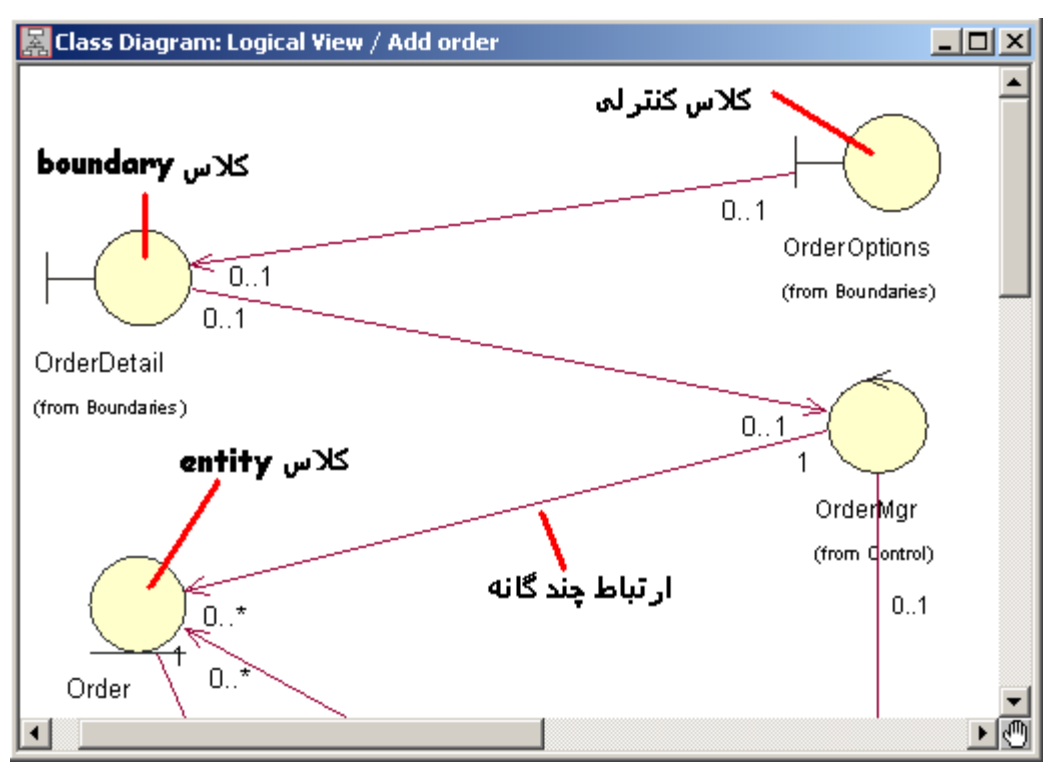 Class Diagram: Logical View / Add order
کلاس کنترلی
کلاس boundary
0..1
OrderOptions
(from Boundaries)
0..1
0..1
OrderDetail
(from Boundaries)
0..1
1
OrderMgr
(from Control)
کلاس entity
ارتباط چند گانه
0..1
0..*
1
0..*
Order